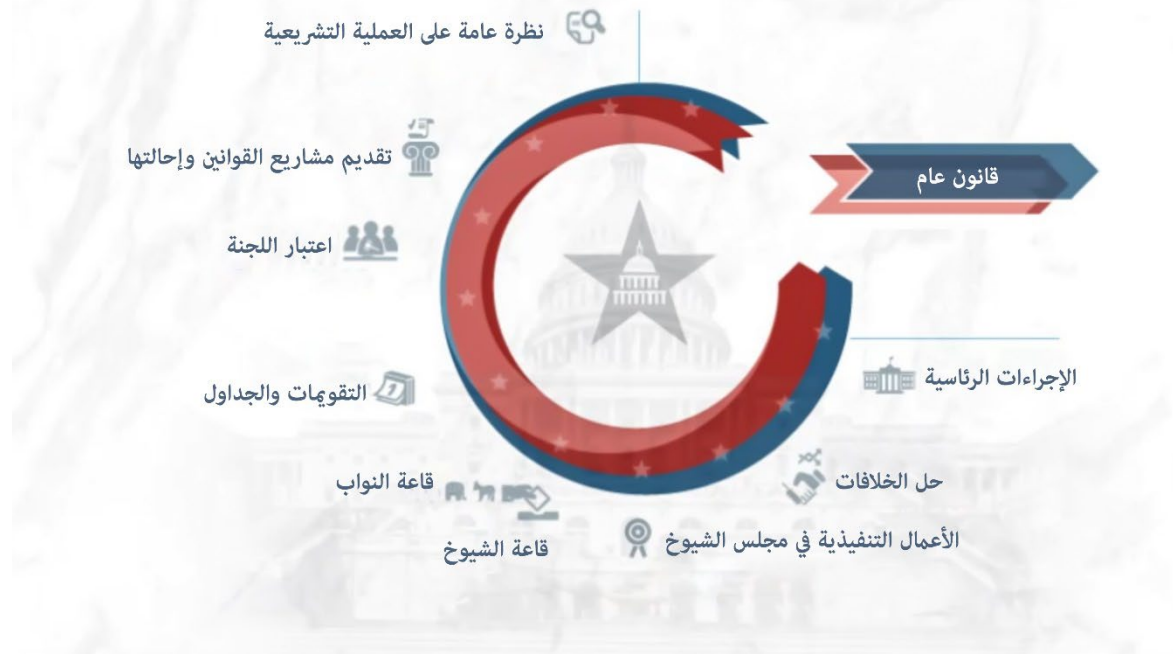 نظرة عامة على العملية التشريعية
تقديم مشاريع القوانين وإحالتها
قانون عام
اعتبار اللجنة
الإجراءات الرئاسية
التقويمات والجداول
حل الخلافات
قاعة النواب
الأعمال التنفيذية في مجلس الشيوخ
قاعة الشيوخ